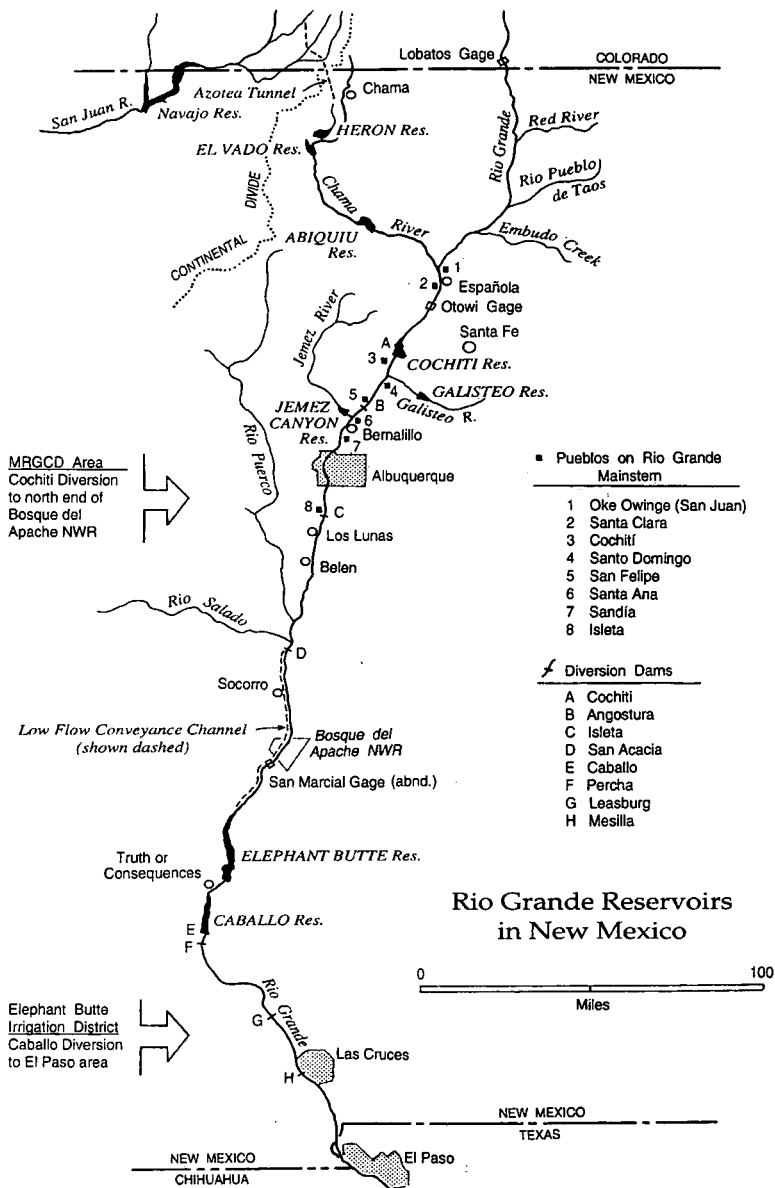 Lobatos Gage
COLORADO
NEW MEXICO
Azotea Tunnel
Chama
San Juan R.
Navajo Res.
HERON Res.
EL VADO Res.
Rio Grande
Red River
Rio Pueblo
de Taos
Embudo Creek
CONTINENTAL DIVIDE
Chama River
ABIQUIU
Res.
1
2
Española
Otowi Gage
Santa Fe
Jemez River
A
3
COCHITI Res.
4
GALISTEO Res.
Galisteo R.
5
B
JEMEZ
CANYON
Res.
6
Bernalillo
7
Rio Puerco
Albuquerque
MRGCD Area
Cochiti Diversion
to north end of
Bosque del
Apache NWR
8
C
Los Lunas
Belen
Rio Salado
D
Socorro
Low Flow Conveyance Channel
(shown dashed)
Bosque del
Apache NWR
San Marcial Gage (abnd.)
Truth or
Consequences
ELEPHANT BUTTE Res.
CABALLO Res.
E
F
Rio Grande
G
Elephant Butte
Irrigation District
Caballo Diversion
to El Paso area
Las Cruces
H
NEW MEXICO
TEXAS
NEW MEXICO
CHIHUAHUA
El Paso
Pueblos on Rio Grande
Mainstem
1 Oke Owinge (San Juan)
2 Santa Clara
3 Cochití
4 Santo Domingo
5 San Felipe
6 Santa Ana
7 Sandía
8 Isleta
Diversion Dams
A Cochiti
B Angostura
C Isleta
D San Acacia
E Caballo
F Percha
G Leasburg
H Mesilla
Rio Grande Reservoirs
in New Mexico
0 100
Miles